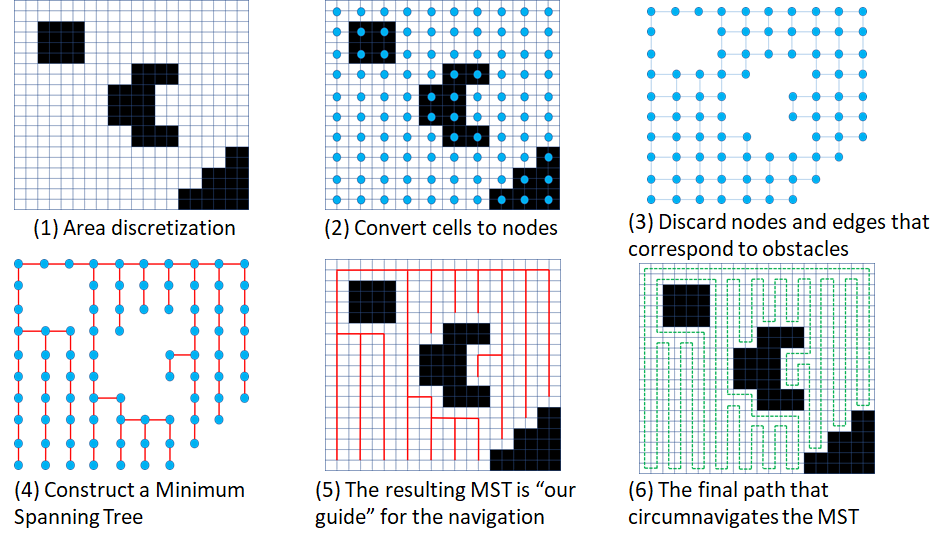 (1) Area discretization
(2) Convert cells to nodes
(3) Discard nodes and edges that
correspond to obstacles
(4) Construct a Minimum
Spanning Tree
(5) The resulting MST is “our
guide” for the navigation
(6) The final path that
circumnavigates the MST